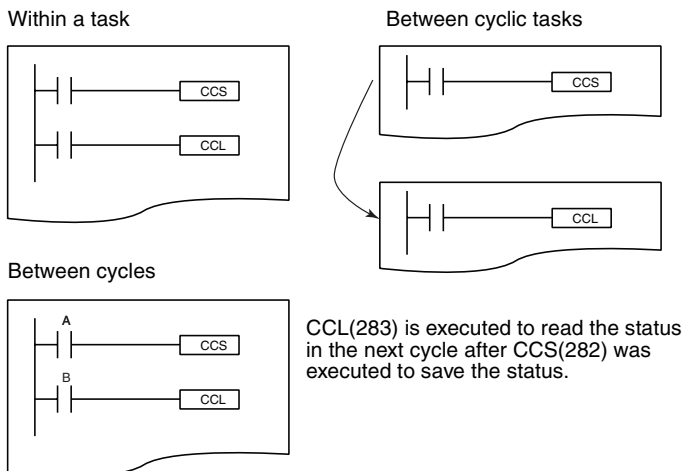 Within a task
CCS
CCL
Between cyclic tasks
CCS
CCL
Between cycles
A
CCS
B
CCL
CCL(283) is executed to read the status
in the next cycle after CCS(282) was
executed to save the status.